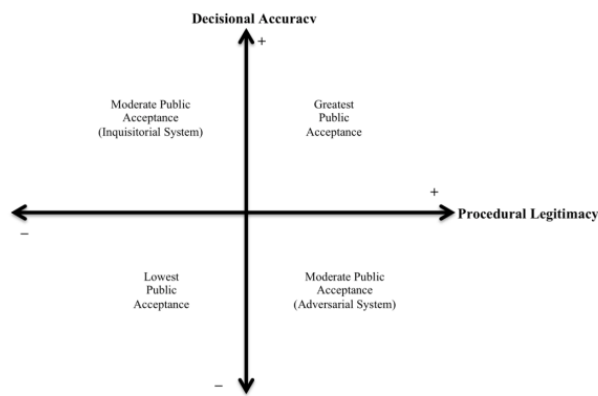 Decisional Accuracy
+
Moderate Public
Acceptance
(Inquisitorial System)
Greatest
Public
Acceptance
+
Procedural Legitimacy
−
Lowest
Public
Acceptance
Moderate Public
Acceptance
(Adversarial System)
−